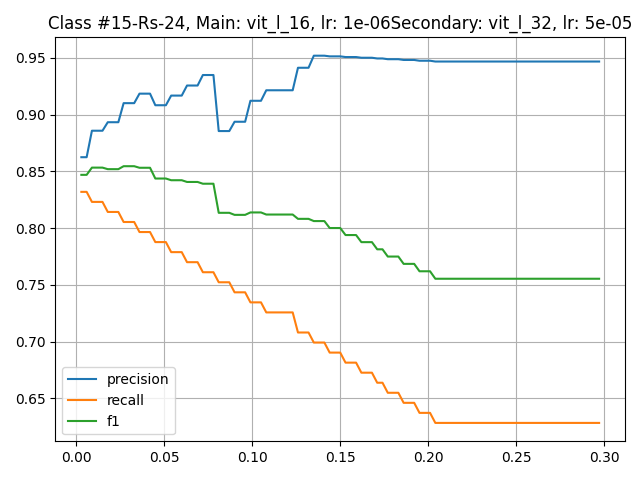 Class #15-Rs-24, Main: vit_l_16, lr: 1e-06Secondary: vit_l_32, lr: 5e-05
0.95
0.90
0.85
0.80
0.75
0.70
0.65
precision
recall
f1
0.00 0.05 0.10 0.15 0.20 0.25 0.30